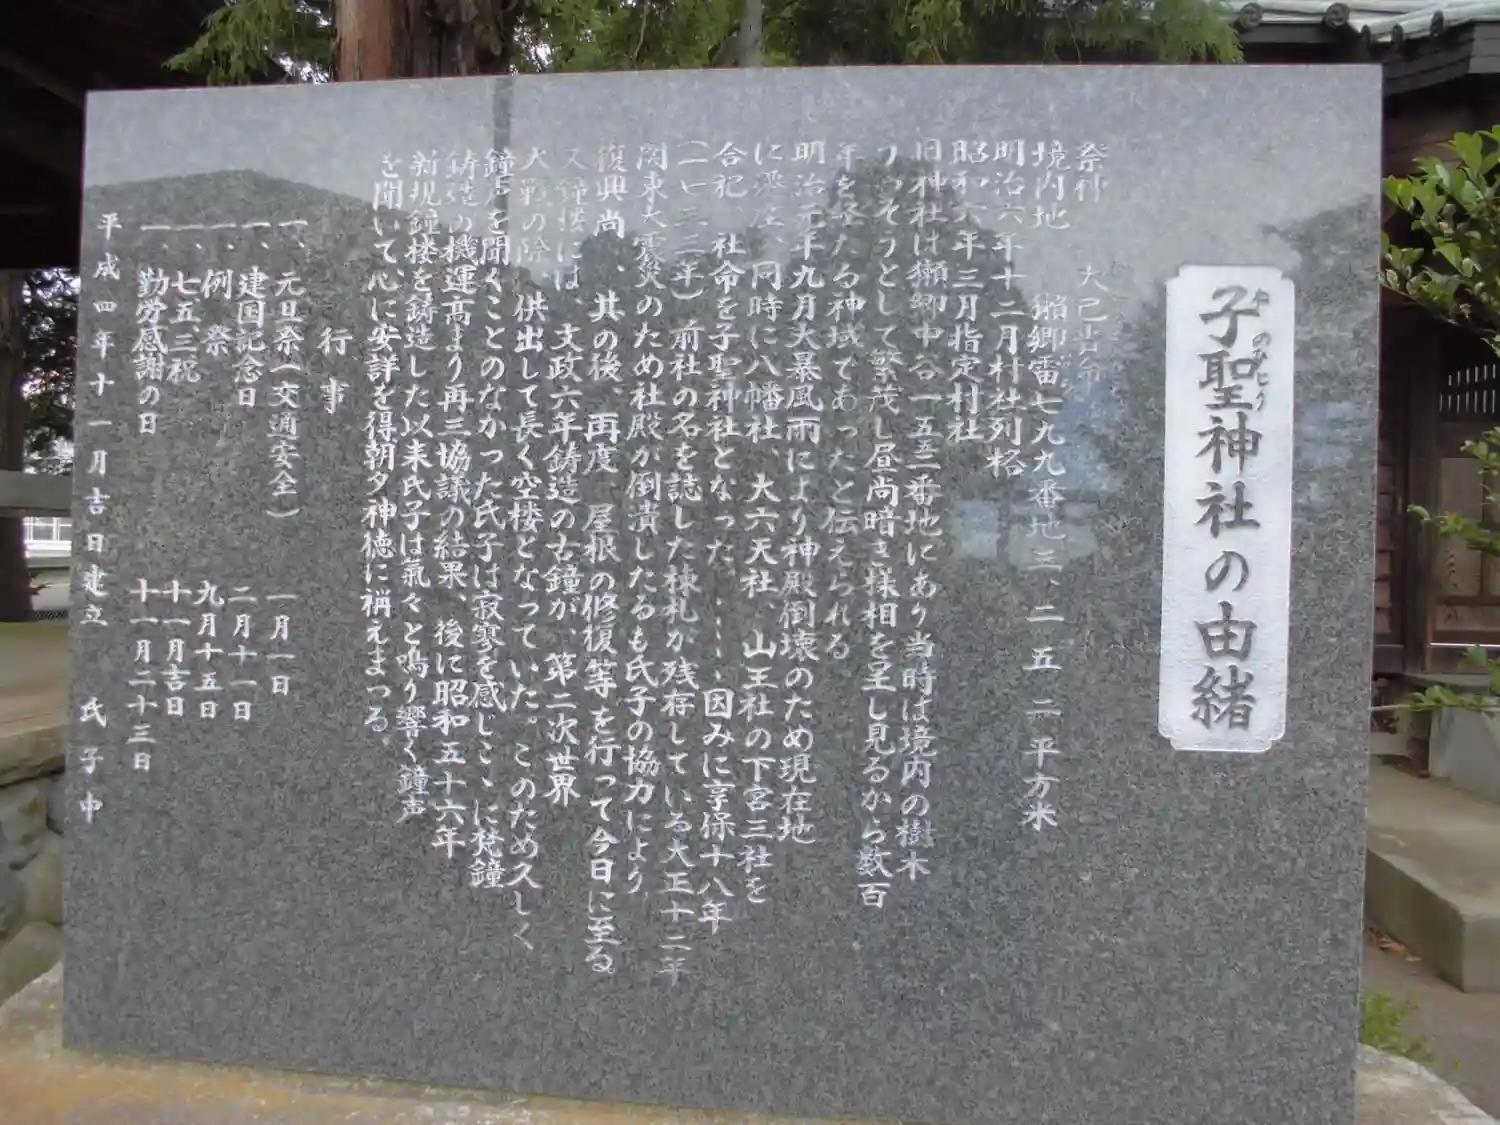 子聖神社の由緒
ねのひじり
祭神 大己貴命
境内地 獺郷雷七九九番地三、二五二平方米
明治六年十二月村社列格
昭和六年三月指定村社
旧神社は獺郷中谷一五五二番地にあり当時は境内の樹木
うっそうとして繁茂し昼尚暗き様相を呈し見るから数百
年を経たる神域であったと伝えられる。
明治元年九月大暴風雨により神殿倒壊のため現在地
に遷座、同時に八幡社、大六天社、山王社の下宮三社を
合祀 社命を子聖神社となった‥‥‥因みに享保十八年
(一七三三年)前社の名を誌した棟札が残存している大正十二年
関東大震災のため社殿が倒潰したるも氏子の協力により
復興尚、其の後、再度 屋根の修復等を行って今日に至る。
又鐘楼には、文政六年鋳造の古鐘が、第二次世界
大戦の際 供出して長く空楼となっていた。このため久しく
鐘声を聞くことのなかった氏子は寂寥を感じこゝに梵鐘
鋳造の機運高まり再三協議の結果、後に昭和五十六年
新規鐘楼を鋳造した以来氏子は氣々と鳴り響く鐘声
を聞いて心に安詳を得朝夕神徳に称えまつる。
行事
一、元旦祭(交通安全) 一月一日
一、建国記念日 二月十一日
一、例 祭 九月十五日
一、七五、三祝 十一月吉日
一、勤労感謝の日 十一月二十三日
平成四年十一月吉日建立 氏子中